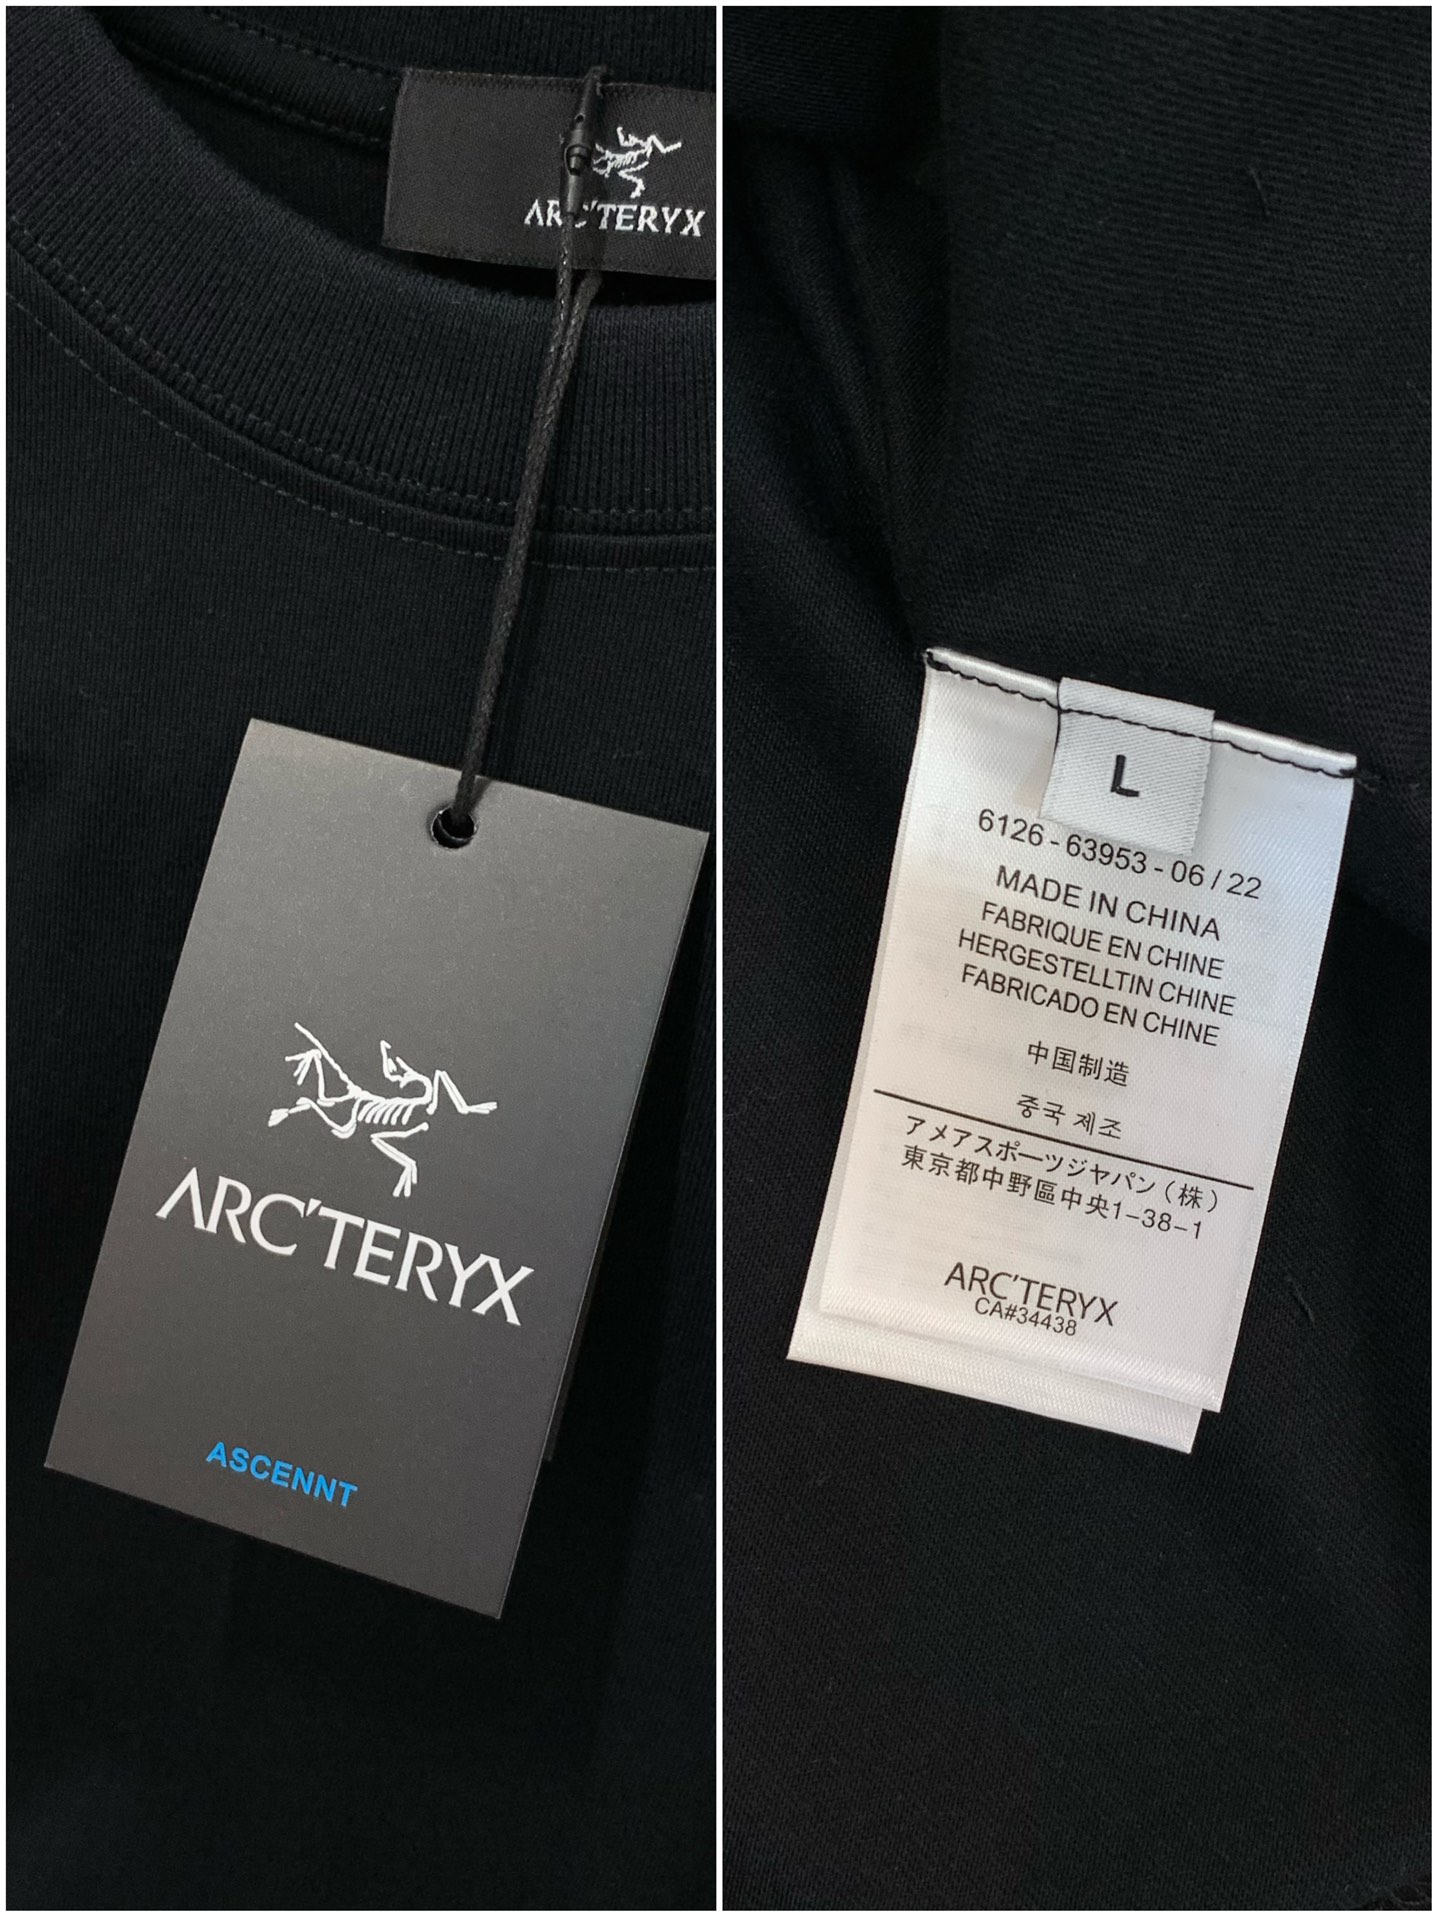 ARC'TERYX
ARC'TERYX
ASCENNT
L
6126-63953-06/22
MADE IN CHINA
FABRIQUE EN CHINE
HERGESTELLTIN CHINE
FABRICADO EN CHINE
中国制造
중국 제조
アメアスポーツジヤパン（株）
東京都中野區中央1-38-1
ARC'TERYX
CA#34438